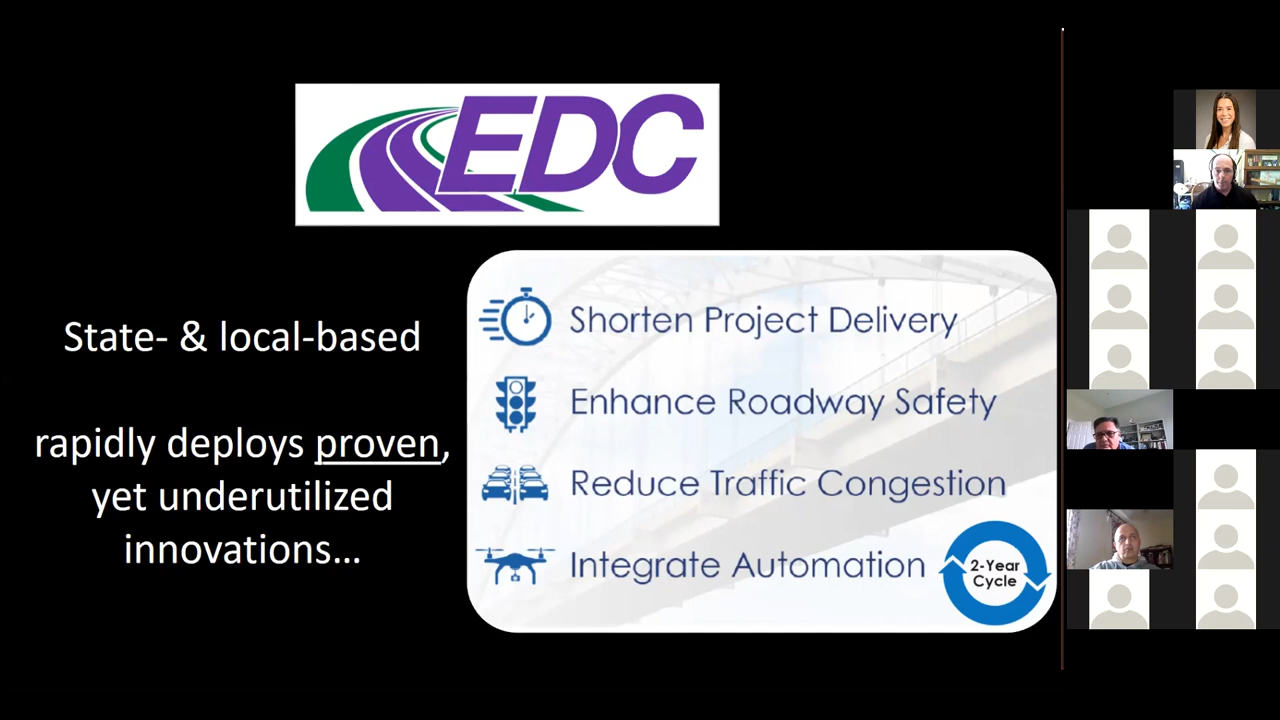 EDC
State- & local-based
rapidly deploys proven,
yet underutilized
innovations...
Shorten Project Delivery
Enhance Roadway Safety
Reduce Traffic Congestion
Integrate Automation
2-Year
Cycle